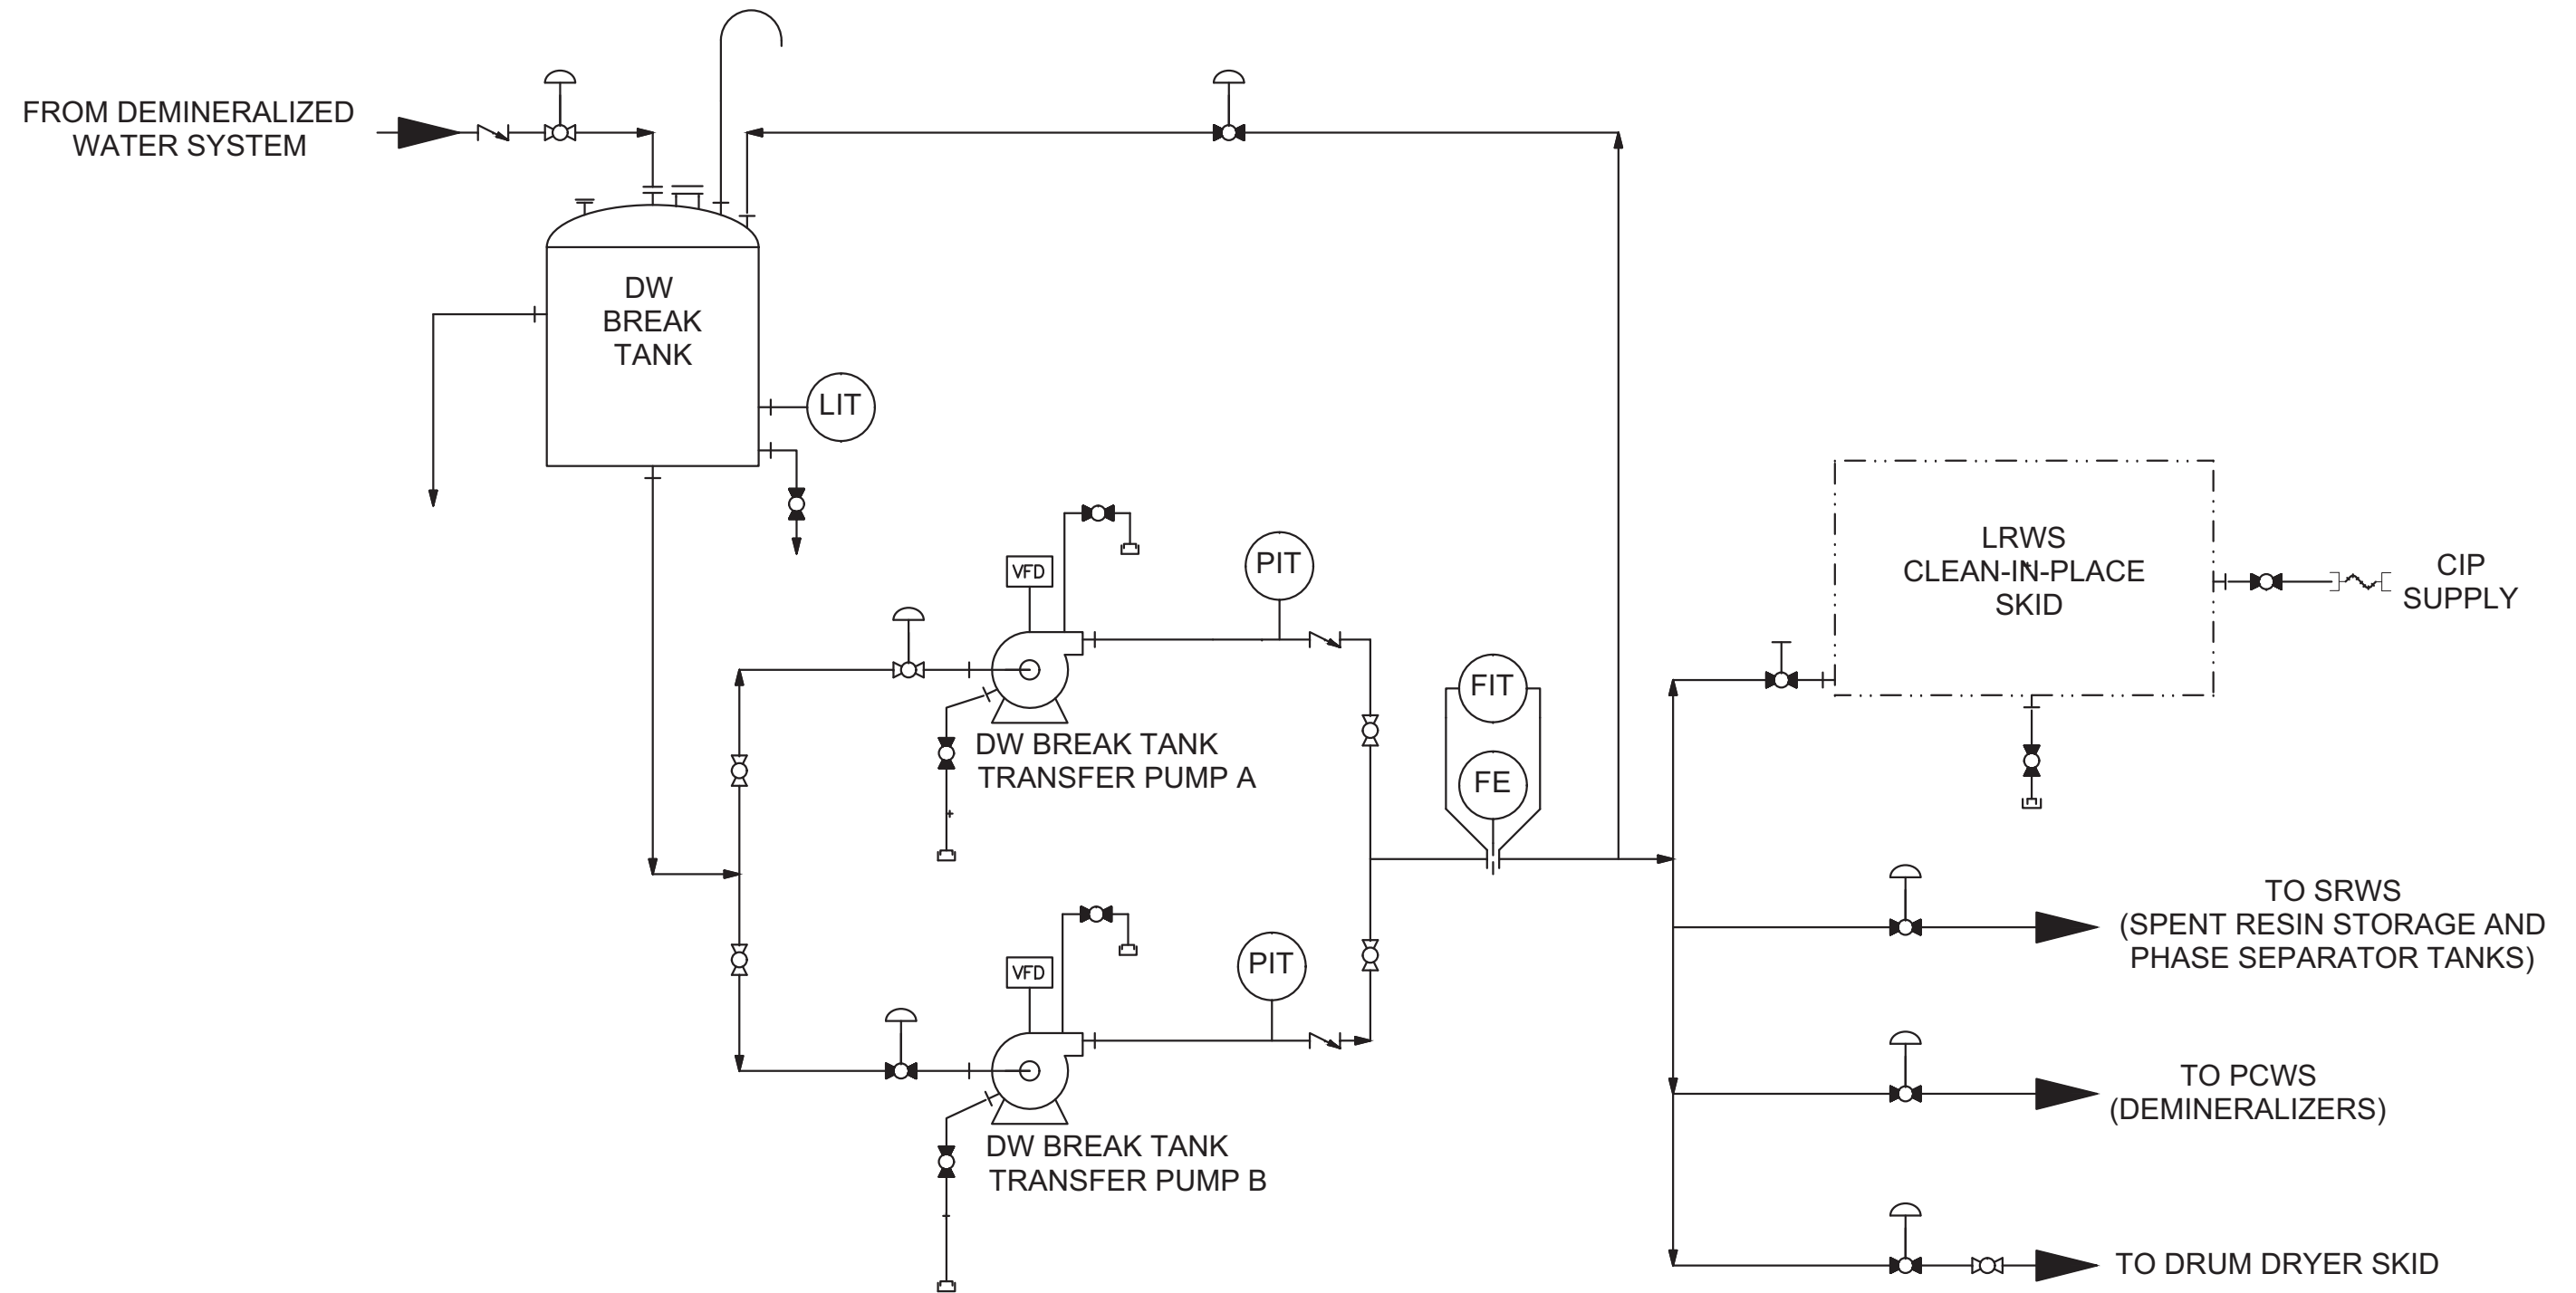 FROM DEMINERALIZED
WATER SYSTEM
DW
BREAK
TANK
LIT
VFD
PIT
DW BREAK TANK
TRANSFER PUMP A
FIT
FE
VFD
PIT
DW BREAK TANK
TRANSFER PUMP B
LRWS
CLEAN-IN-PLACE
SKID
CIP
SUPPLY
TO SRWS
(SPENT RESIN STORAGE AND
PHASE SEPARATOR TANKS)
TO PCWS
(DEMINERALIZERS)
TO DRUM DRYER SKID